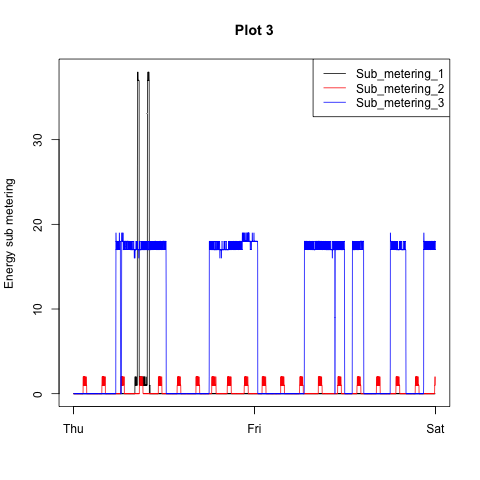 Plot 3
Sub_metering_1
Sub_metering_2
Sub_metering_3
Energy sub metering
30
20
10
0
Thu
Fri
Sat